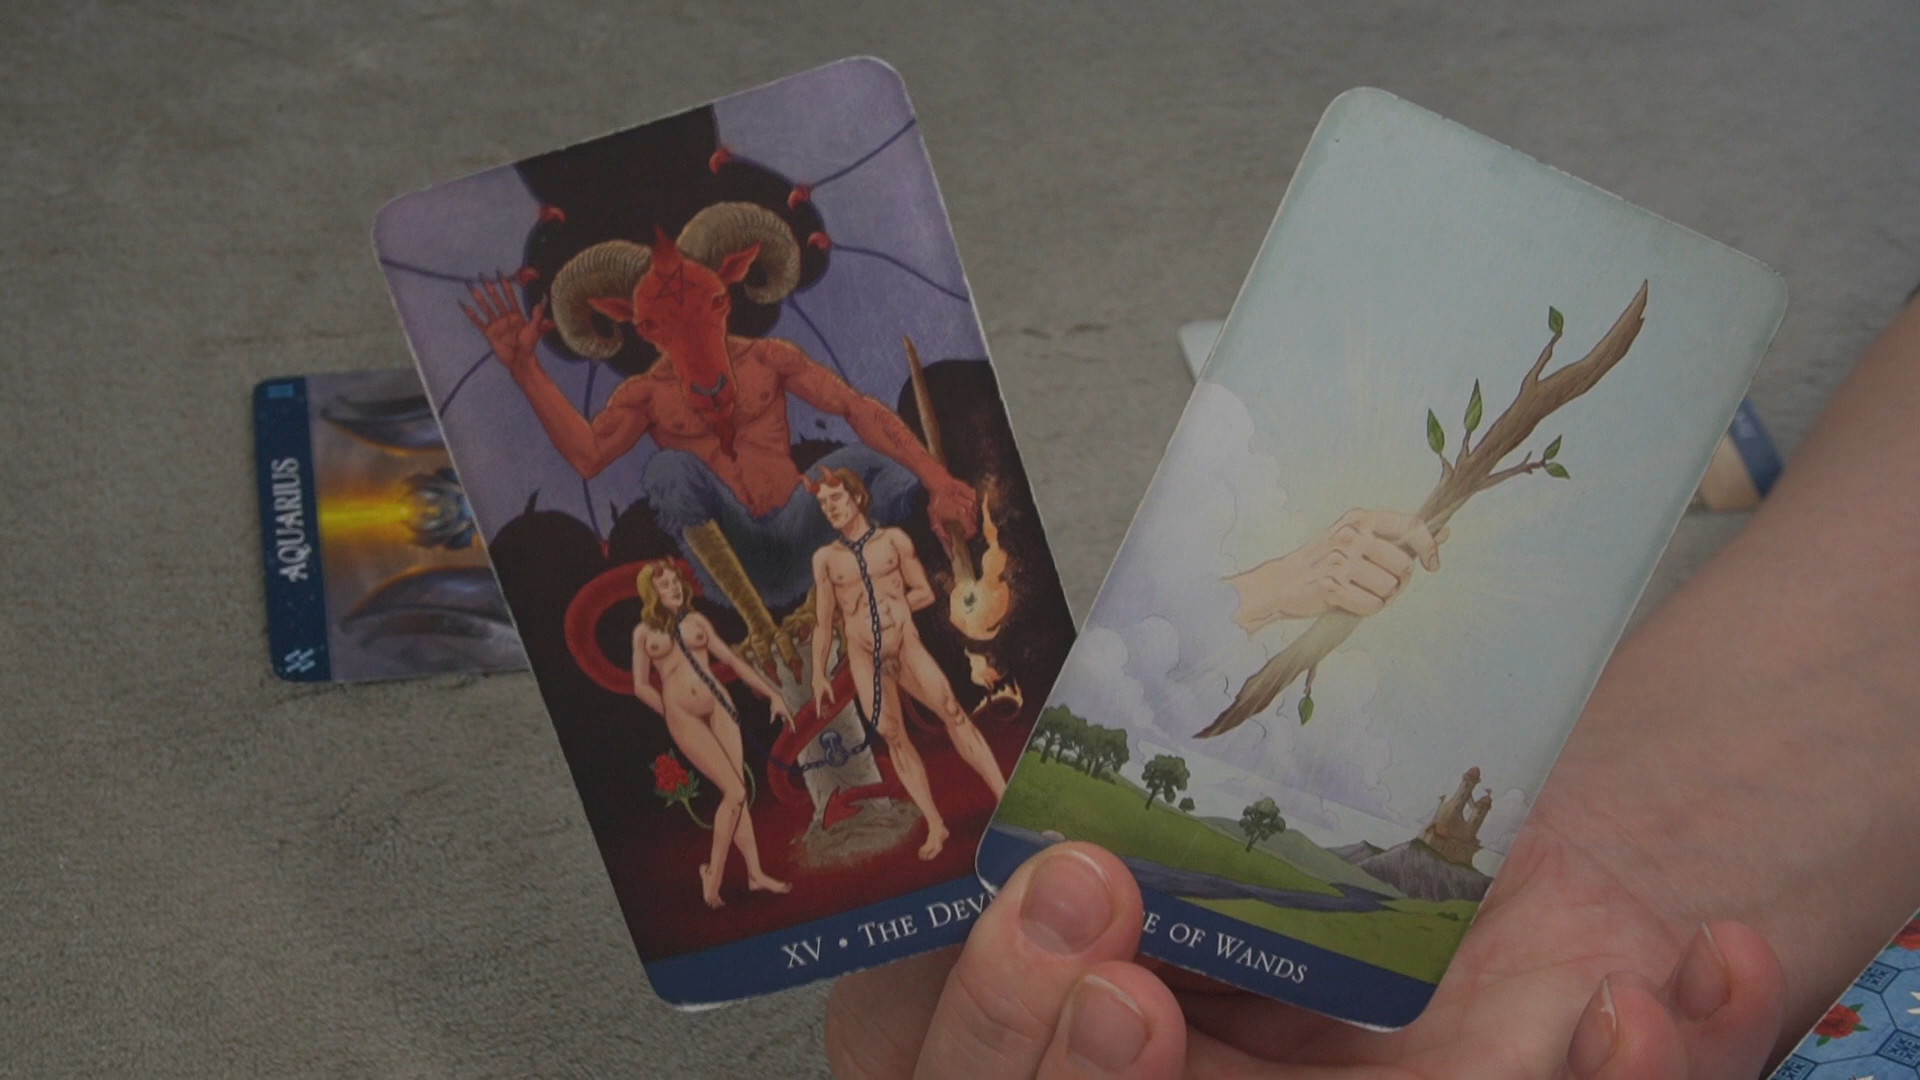 AQUARIUS
XV • THE DEV
E OF WANDS